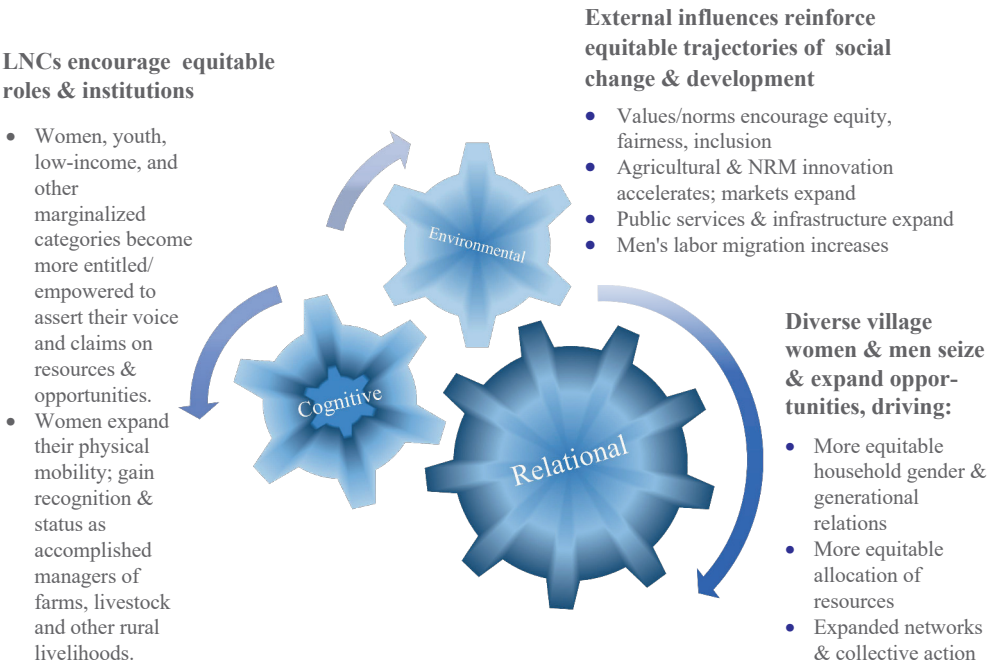 LNCs encourage equitable
roles & institutions
• Women, youth,
low-income, and
other
marginalized
categories become
more entitled/
empowered to
assert their voice
and claims on
resources &
opportunities.
• Women expand
their physical
mobility; gain
recognition &
status as
accomplished
managers of
farms, livestock
and other rural
livelihoods.
External influences reinforce
equitable trajectories of social
change & development
• Values/norms encourage equity,
fairness, inclusion
• Agricultural & NRM innovation
accelerates; markets expand
• Public services & infrastructure expand
• Men's labor migration increases
Environmental
Cognitive
Relational
Diverse village
women & men seize
& expand oppor-
tunities, driving:
• More equitable
household gender &
generational
relations
• More equitable
allocation of
resources
• Expanded networks
& collective action